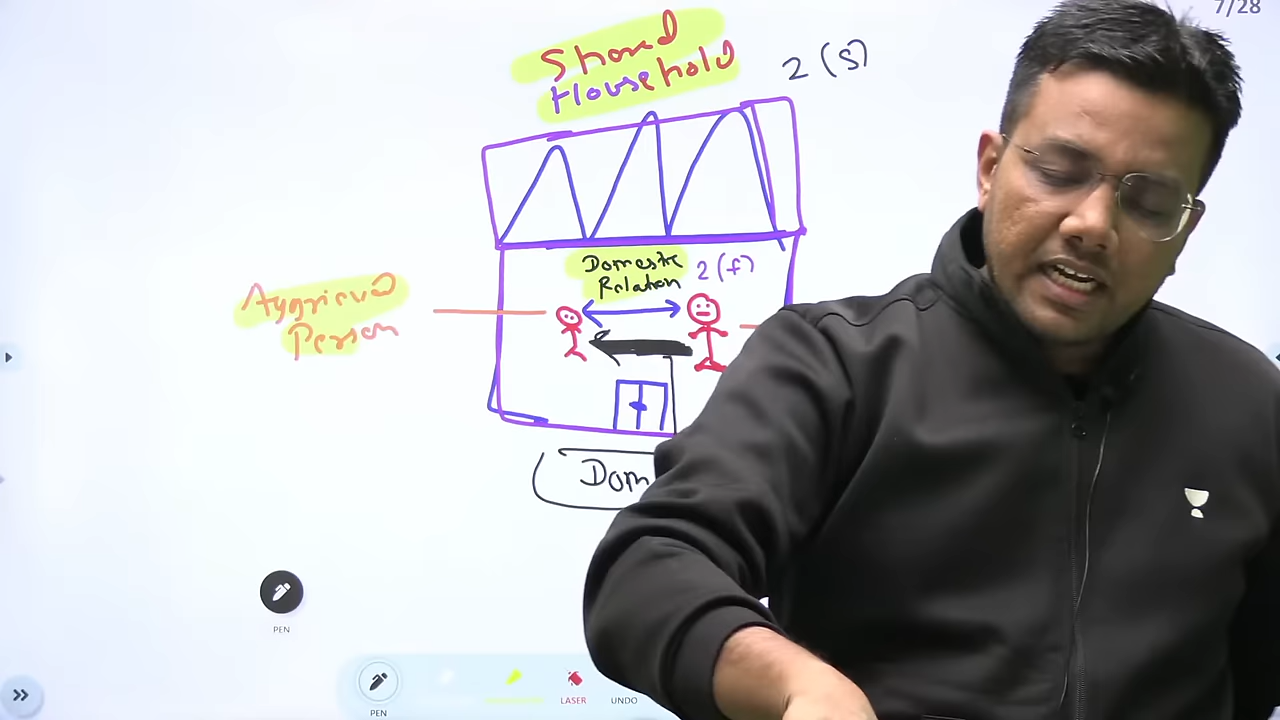 7/28
Shared
Household
2 (S)
Domestic
Relation
2 (f)
Aggrieved
Person
Dom
PEN
PEN
LASER
UNDO